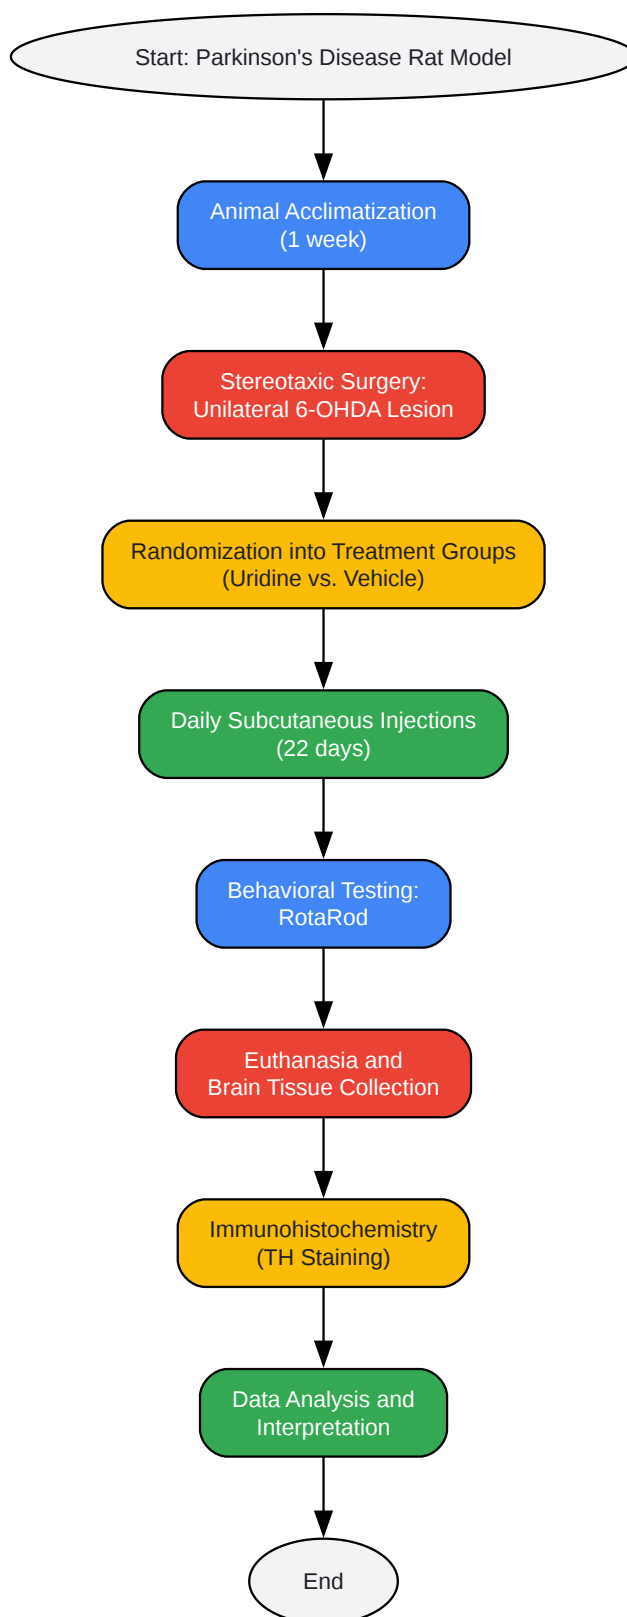 Start: Parkinson's Disease Rat Model
Animal Acclimatization
(1 week)
Stereotaxic Surgery:
Unilateral 6-OHDA Lesion
Randomization into Treatment Groups
(Uridine vs. Vehicle)
Daily Subcutaneous Injections
(22 days)
Behavioral Testing:
RotaRod
Euthanasia and
Brain Tissue Collection
Immunohistochemistry
(TH Staining)
Data Analysis and
Interpretation
End